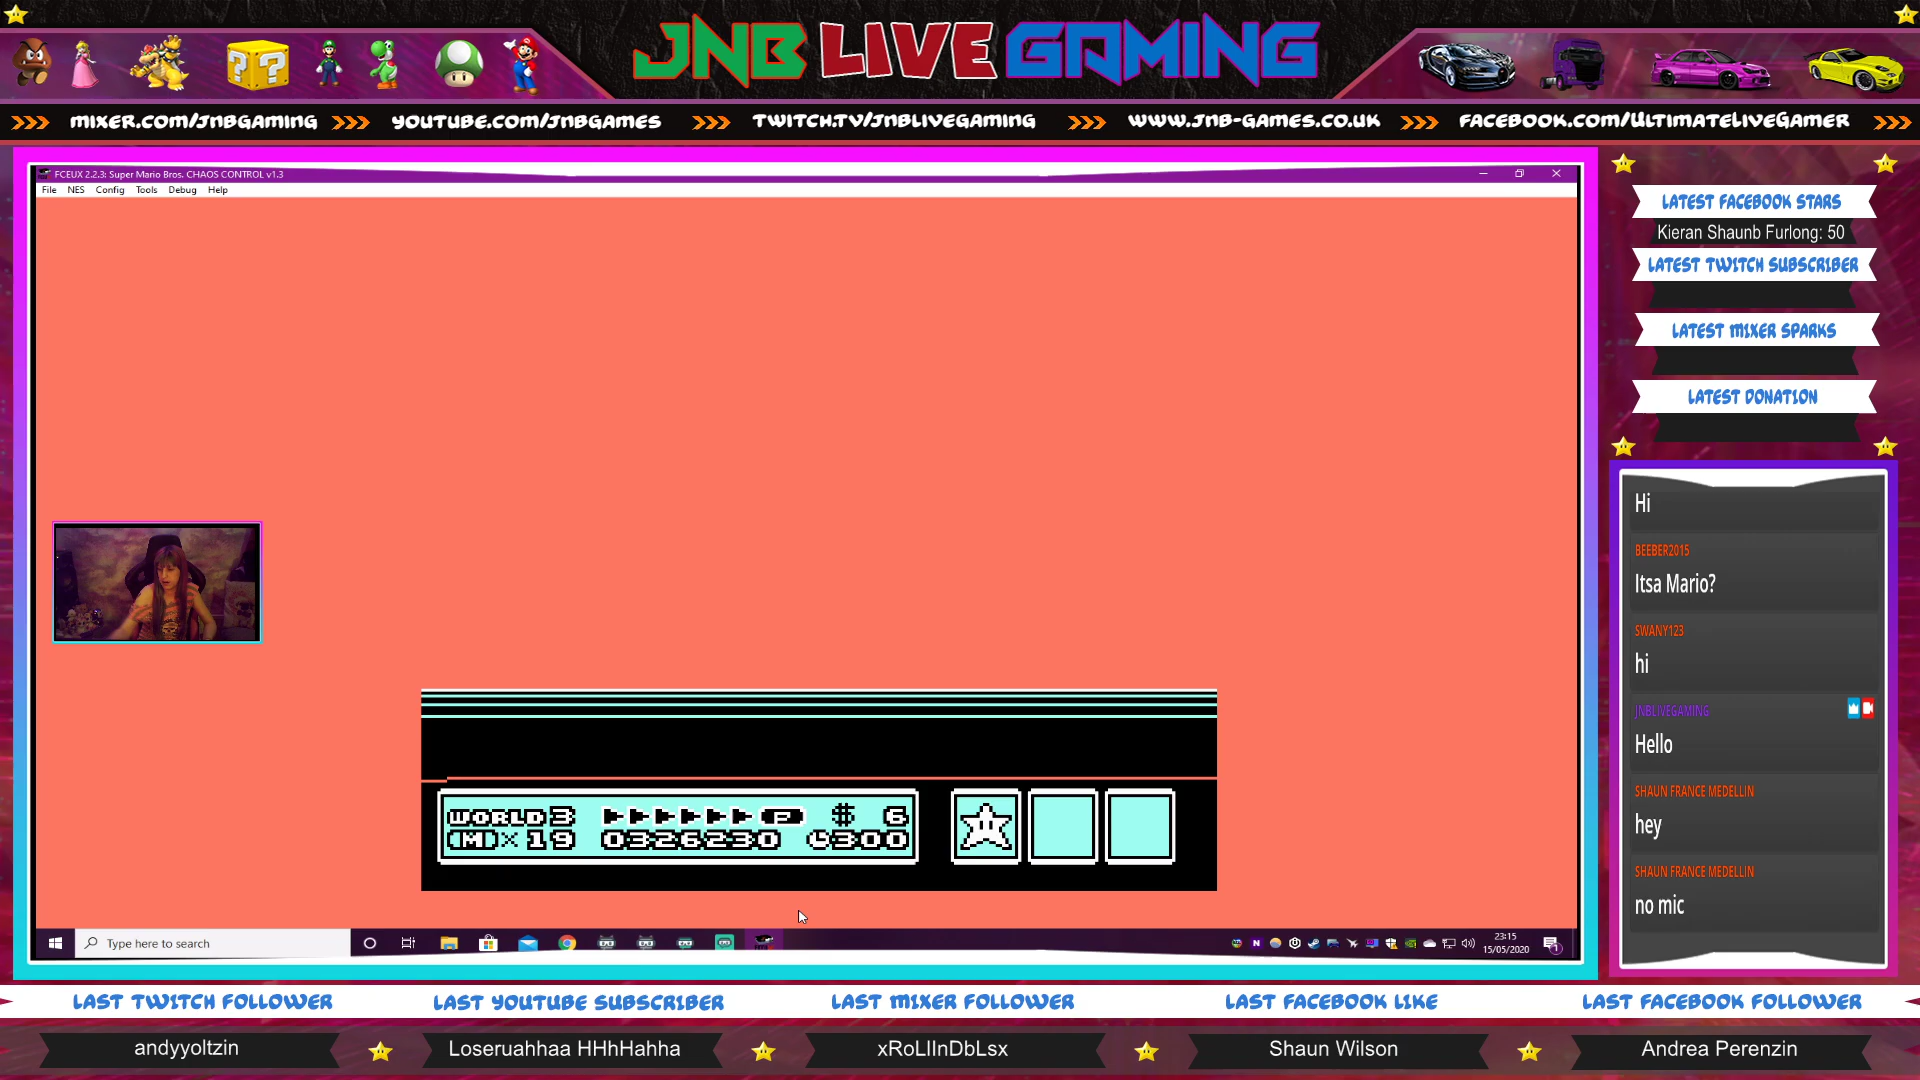 JNB LIVE GAMING
>>> MIXER.COM/JNBGAMING >>> YOUTUBE.COM/JNBGAMES >>> TWITCH.TV/JNBLIVEGAMING >>> WWW.JNB-GAMES.CO.UK >>> FACEBOOK.COM/ULTIMATELIVEGAMER >>>
FCEUX 2.2.3: Super Mario Bros. CHAOS CONTROL v1.3
File NES Config Tools Debug Help
WORLD 3 P $ 6
(M)× 19 0326230 300
Type here to search
23:15
15/05/2020
LATEST FACEBOOK STARS
Kieran Shaunb Furlong: 50
LATEST TWITCH SUBSCRIBER
LATEST MIXER SPARKS
LATEST DONATION
Hi
BEEBER2015
Itsa Mario?
SWANY123
hi
JNBLIVEGAMING
Hello
SHAUN FRANCE MEDELLIN
hey
SHAUN FRANCE MEDELLIN
no mic
LAST TWITCH FOLLOWER
LAST YOUTUBE SUBSCRIBER
LAST MIXER FOLLOWER
LAST FACEBOOK LIKE
LAST FACEBOOK FOLLOWER
andyyoltzin
Loseruahhaa HHhHahha
xRoLlInDbLsx
Shaun Wilson
Andrea Perenzin